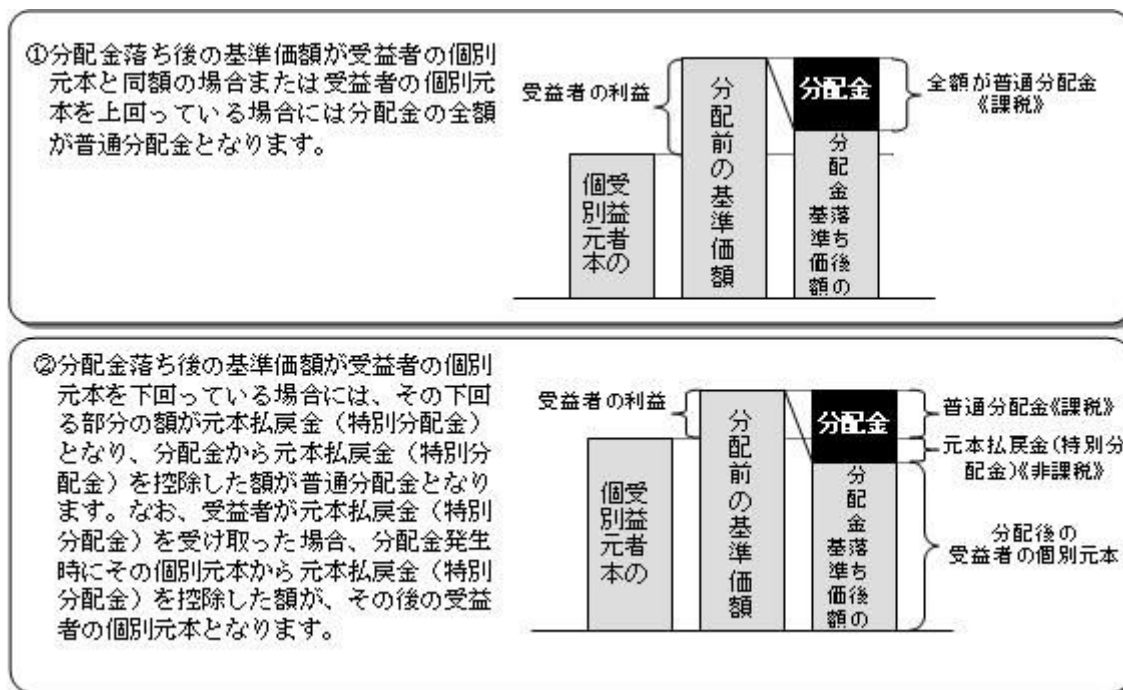 ①分配金落ち後の基準価額が受益者の個別
元本と同額の場合または受益者の個別元
本を上回っている場合には分配金の全額
が普通分配金となります。
受益者の利益
受益者の
個別元本
分配前の基準価額
分配金
分配金落ち後の
基準価額
全額が普通分配金
《課税》
②分配金落ち後の基準価額が受益者の個別
元本を下回っている場合には、その下回
る部分の額が元本払戻金（特別分配金）
となり、分配金から元本払戻金（特別分
配金）を控除した額が普通分配金となり
ます。なお、受益者が元本払戻金（特別
分配金）を受け取った場合、分配金発生
時にその個別元本から元本払戻金（特別
分配金）を控除した額が、その後の受益
者の個別元本となります。
受益者の利益
受益者の
個別元本
分配前の基準価額
分配金
分配金落ち後の
基準価額
普通分配金《課税》
元本払戻金(特別分
配金)《非課税》
分配後の
受益者の個別元本